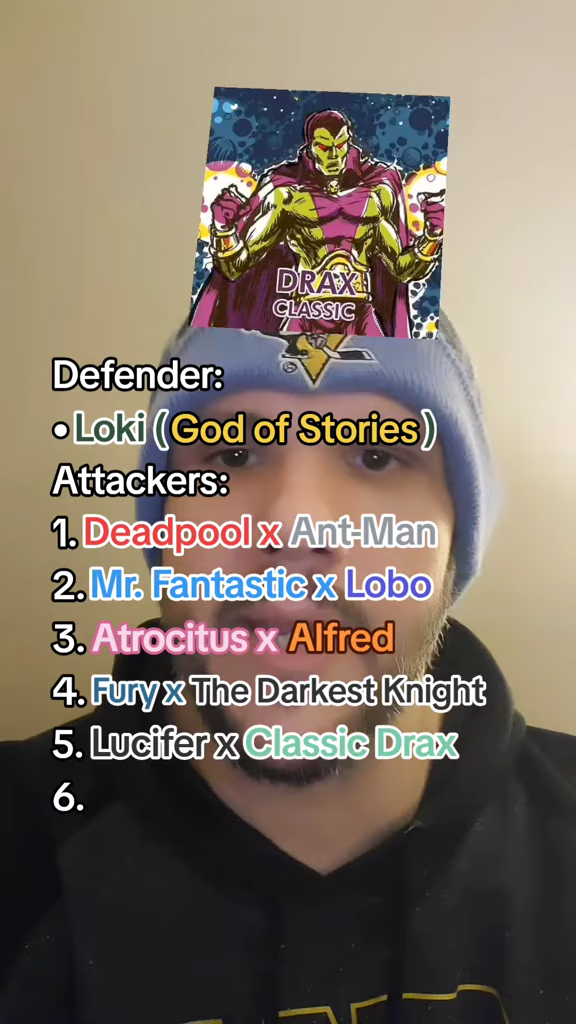 DRAX
CLASSIC
Defender:
• Loki (God of Stories)
Attackers:
1. Deadpool x Ant-Man
2. Mr. Fantastic x Lobo
3. Atrocitus x Alfred
4. Fury x The Darkest Knight
5. Lucifer x Classic Drax
6.